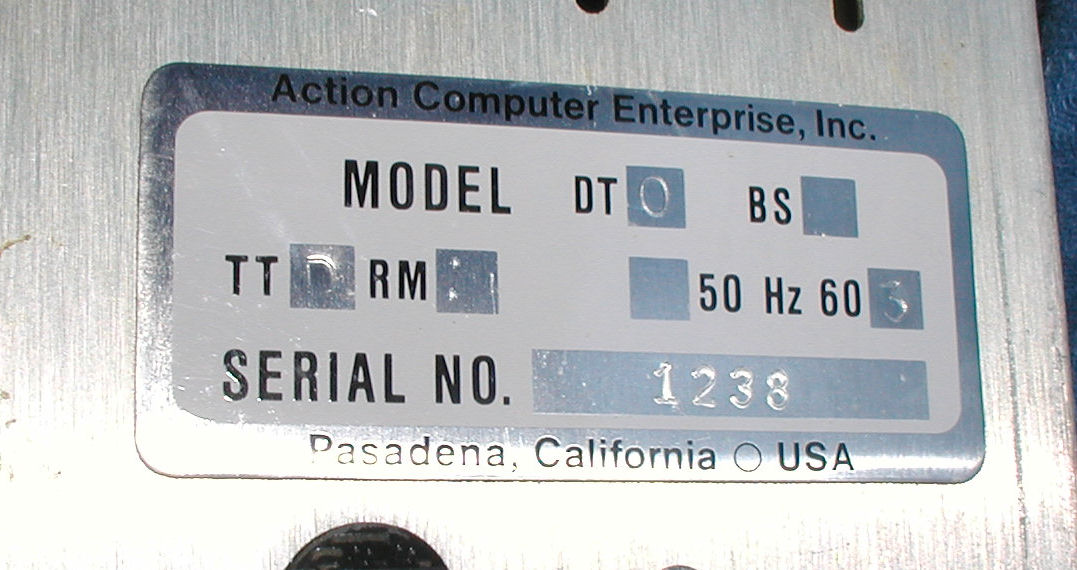 Action Computer Enterprise, Inc.
MODEL DT 0 BS
TT D RM
50 Hz 60 3
SERIAL NO. 1238
Pasadena, California O USA